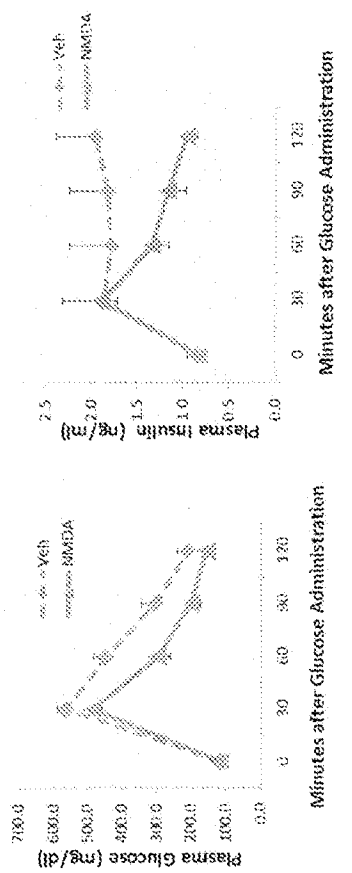 Plasma Glucose (mg/dl)
700.0
600.0
500.0
400.0
300.0
200.0
100.0
0.0
Veh
NMDA
0 30 60 90 120
Minutes after Glucose Administration
Plasma Insulin (ng/ml)
2.5
2.0
1.5
1.0
0.5
0.0
Veh
NMDA
0 30 60 90 120
Minutes after Glucose Administration